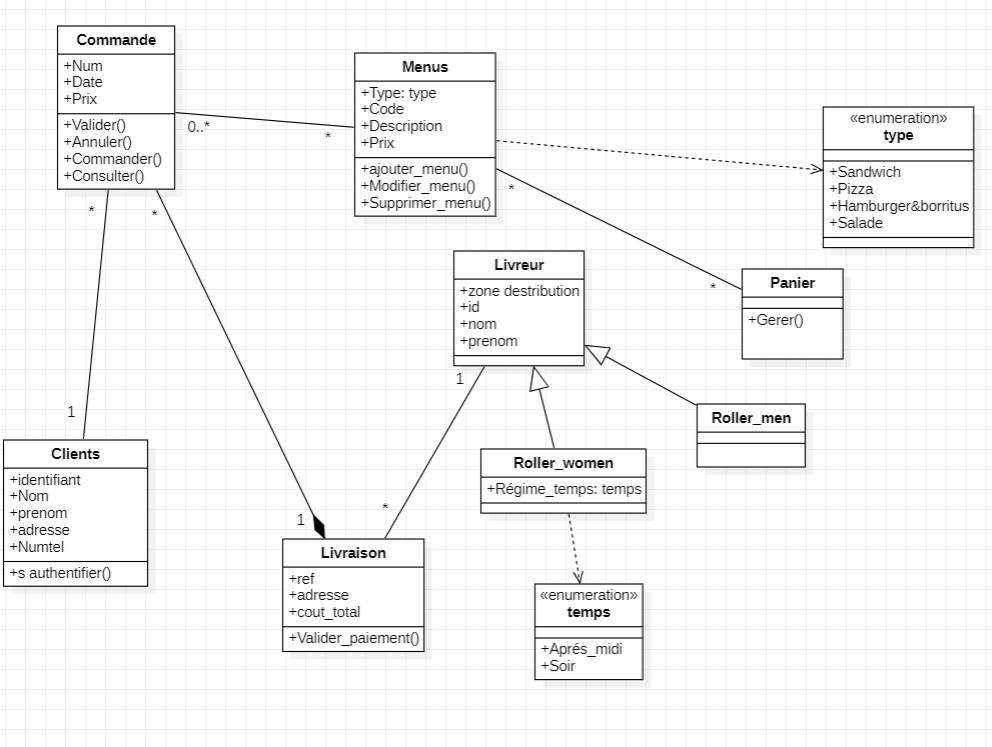 Commande
+Num
+Date
+Prix
+Valider()
+Annuler()
+Commander()
+Consulter()
0..*
*
Menus
+Type: type
+Code
+Description
+Prix
+ajouter_menu()
+Modifier_menu()
+Supprimer_menu()
«enumeration»
type
+Sandwich
+Pizza
+Hamburger&borritus
+Salade
*
*
*
*
Livreur
+zone destribution
+id
+nom
+prenom
Panier
+Gerer()
1
1
Roller_men
Clients
+identifiant
+Nom
+prenom
+adresse
+Numtel
+s authentifier()
Roller_women
+Régime_temps: temps
*
1
Livraison
+ref
+adresse
+cout_total
+Valider_paiement()
«enumeration»
temps
+Aprés_midi
+Soir